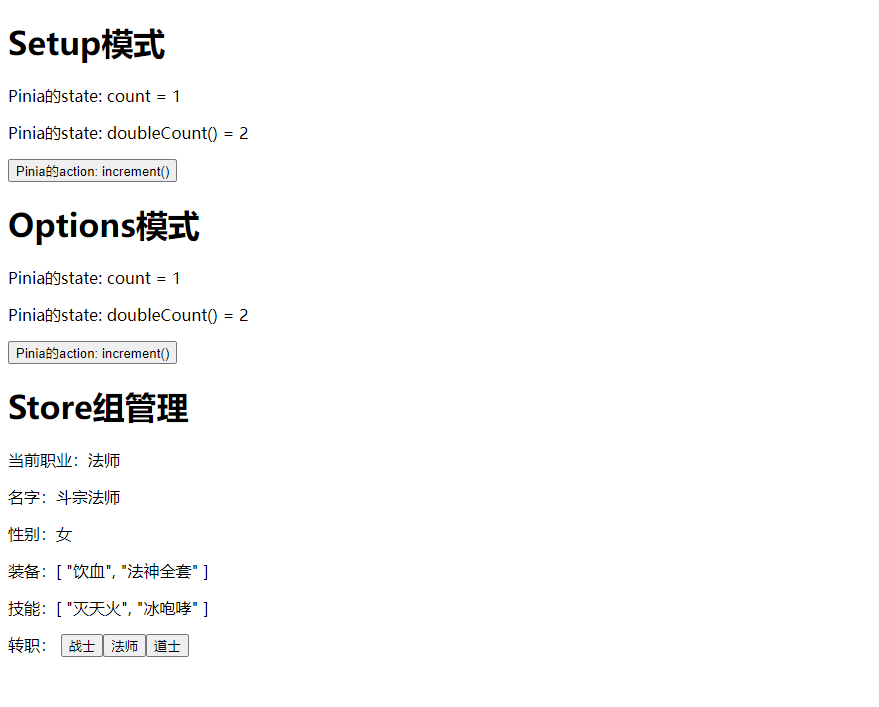 Setup模式
Pinia的state: count = 1
Pinia的state: doubleCount() = 2
Pinia的action: increment()
Options模式
Pinia的state: count = 1
Pinia的state: doubleCount() = 2
Pinia的action: increment()
Store组管理
当前职业：法师
名字：斗宗法师
性别：女
装备：[ "饮血", "法神全套" ]
技能：[ "灭天火", "冰咆哮" ]
转职： 战士 法师 道士